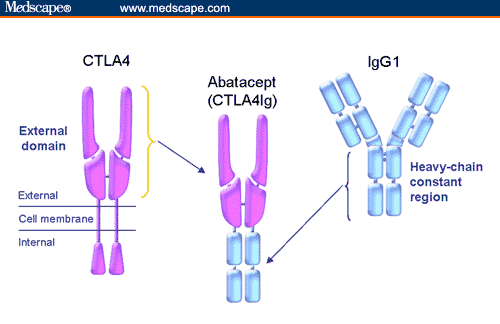 Medscape® www.medscape.com
CTLA4
Abatacept
(CTLA4Ig)
IgG1
External
domain
External
Cell membrane
Internal
Heavy-chain
constant
region